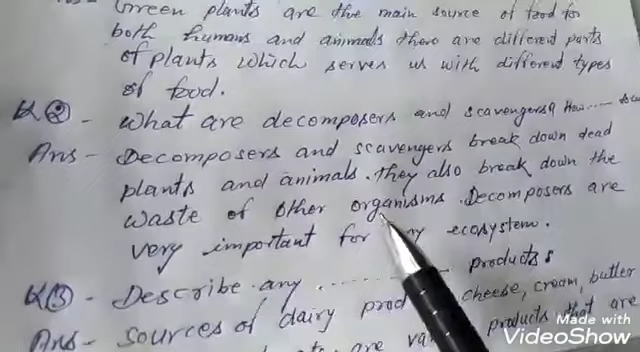 Green plants are the main source of food for
both humans and animals there are different parts
of plants which serves us with different types
of food.
Q② - What are decomposers and scavengers? How ......
Ans - Decomposers and scavengers break down dead
plants and animals. They also break down the
waste of other organisms. Decomposers are
very important for ecosystem.
Q③ - Describe any .......... products
Ans - Sources of dairy cheese, cream, butter
are products that are
Made with
VideoShow